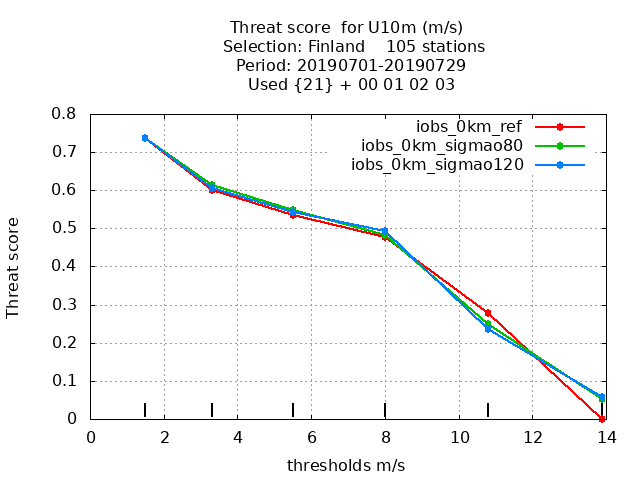 Threat score  for U10m (m/s)
Selection: Finland    105 stations
Period: 20190701-20190729
Used {21} + 00 01 02 03
iobs_0km_ref
iobs_0km_sigmao80
iobs_0km_sigmao120
Threat score
0.8
0.7
0.6
0.5
0.4
0.3
0.2
0.1
0
0 2 4 6 8 10 12 14
thresholds m/s